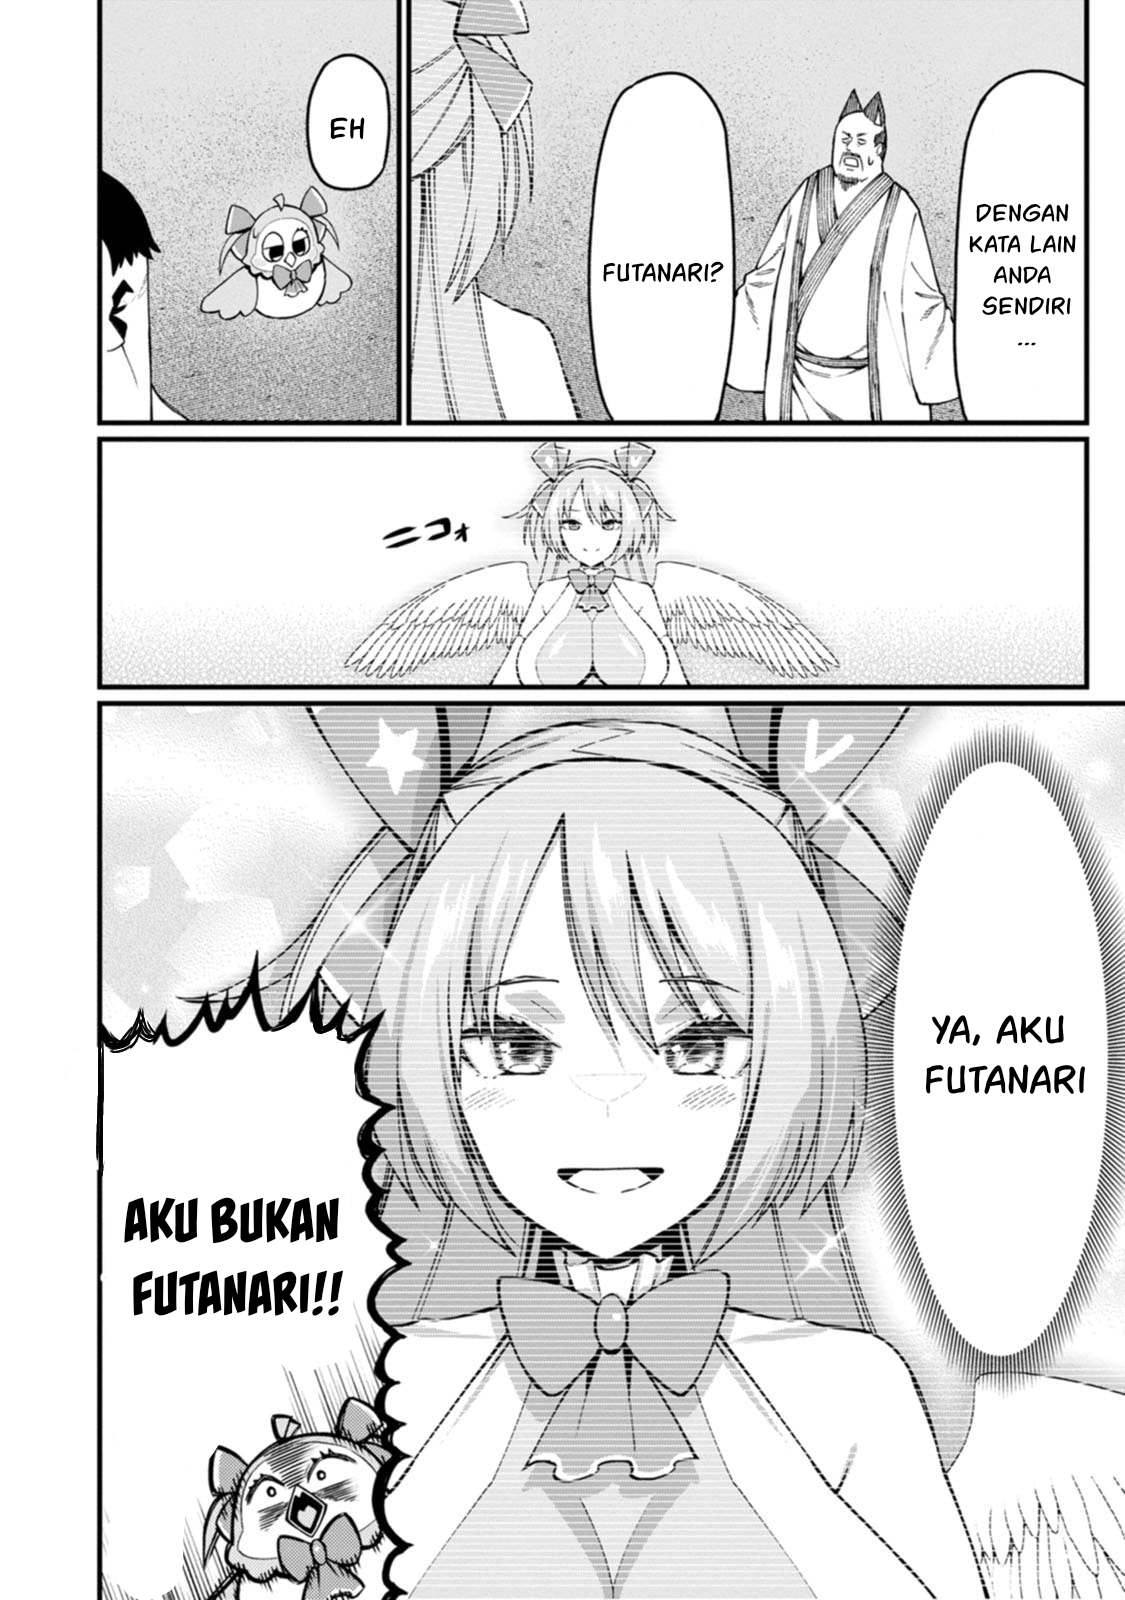 DENGAN
KATA LAIN
ANDA
SENDIRI
...
FUTANARI?
EH
ニコォ
YA, AKU
FUTANARI
AKU BUKAN
FUTANARI!!